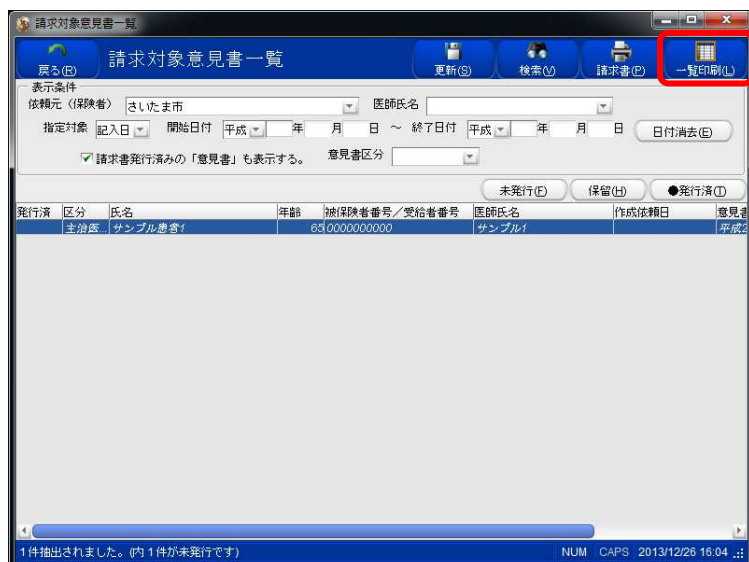 請求対象意見書一覧
戻る(R) 請求対象意見書一覧 更新(S) 検索(V) 請求書(P) 一覧印刷(L)
表示条件
依頼元（(保険者) さいたま市 医師氏名
指定対象 記入日 開始日付 平成 年 月 日 ～ 終了日付 平成 年 月 日 日付消去(E)
請求書発行済みの「意見書」も表示する。 意見書区分
未発行(F) 保留(H) ●発行済(T)
発行済 区分 氏名 年齢 被保険者番号／受給者番号 医師氏名 作成依頼日 意見書
主治医... サンプル患者1 65 0000000000 サンプル1 平成2
1件抽出されました。(内1件が未発行です) NUM CAPS 2013/12/26 16:04